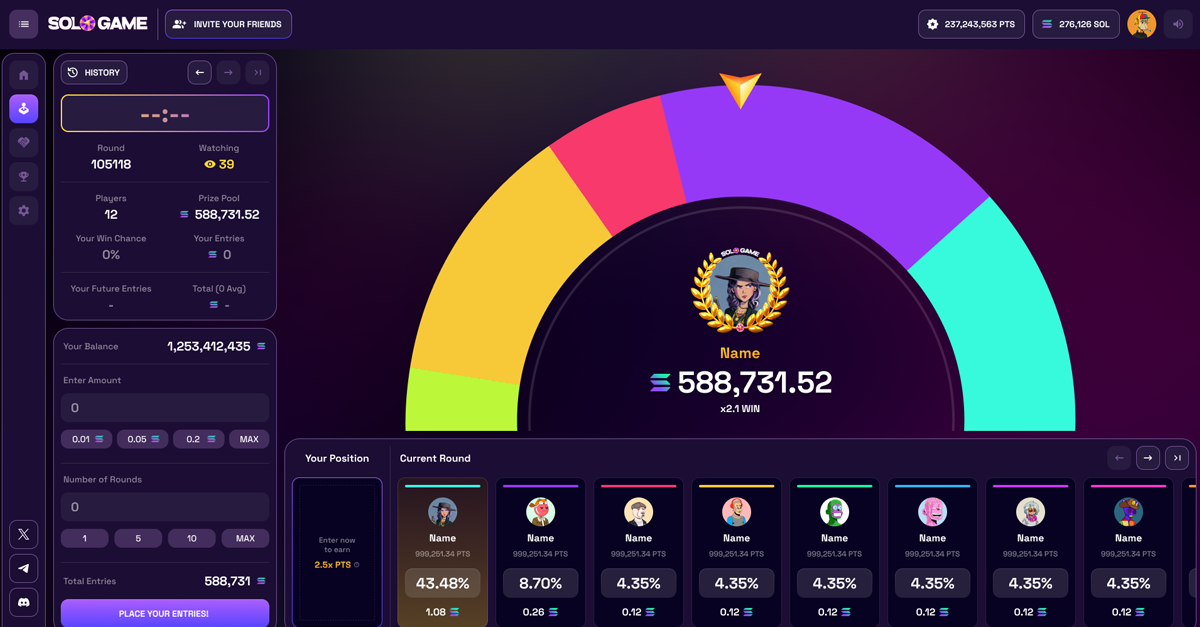 SOLOGAME
INVITE YOUR FRIENDS
237,243,563 PTS
276,126 SOL
HISTORY
--:--
Round
105118
Watching
39
Players
12
Prize Pool
588,731.52
Your Win Chance
0%
Your Entries
0
Your Future Entries
-
Total (0 Avg)
-
Your Balance
1,253,412,435
Enter Amount
0
0.01
0.05
0.2
MAX
Number of Rounds
0
1
5
10
MAX
Total Entries
588,731
PLACE YOUR ENTRIES!
SOLOGAME
Name
588,731.52
x2.1 WIN
Your Position
Enter now
to earn
2.5x PTS
Current Round
Name
999,251.34 PTS
43.48%
1.08
Name
999,251.34 PTS
8.70%
0.26
Name
999,251.34 PTS
4.35%
0.12
Name
999,251.34 PTS
4.35%
0.12
Name
999,251.34 PTS
4.35%
0.12
Name
999,251.34 PTS
4.35%
0.12
Name
999,251.34 PTS
4.35%
0.12
Name
999,251.34 PTS
4.35%
0.12